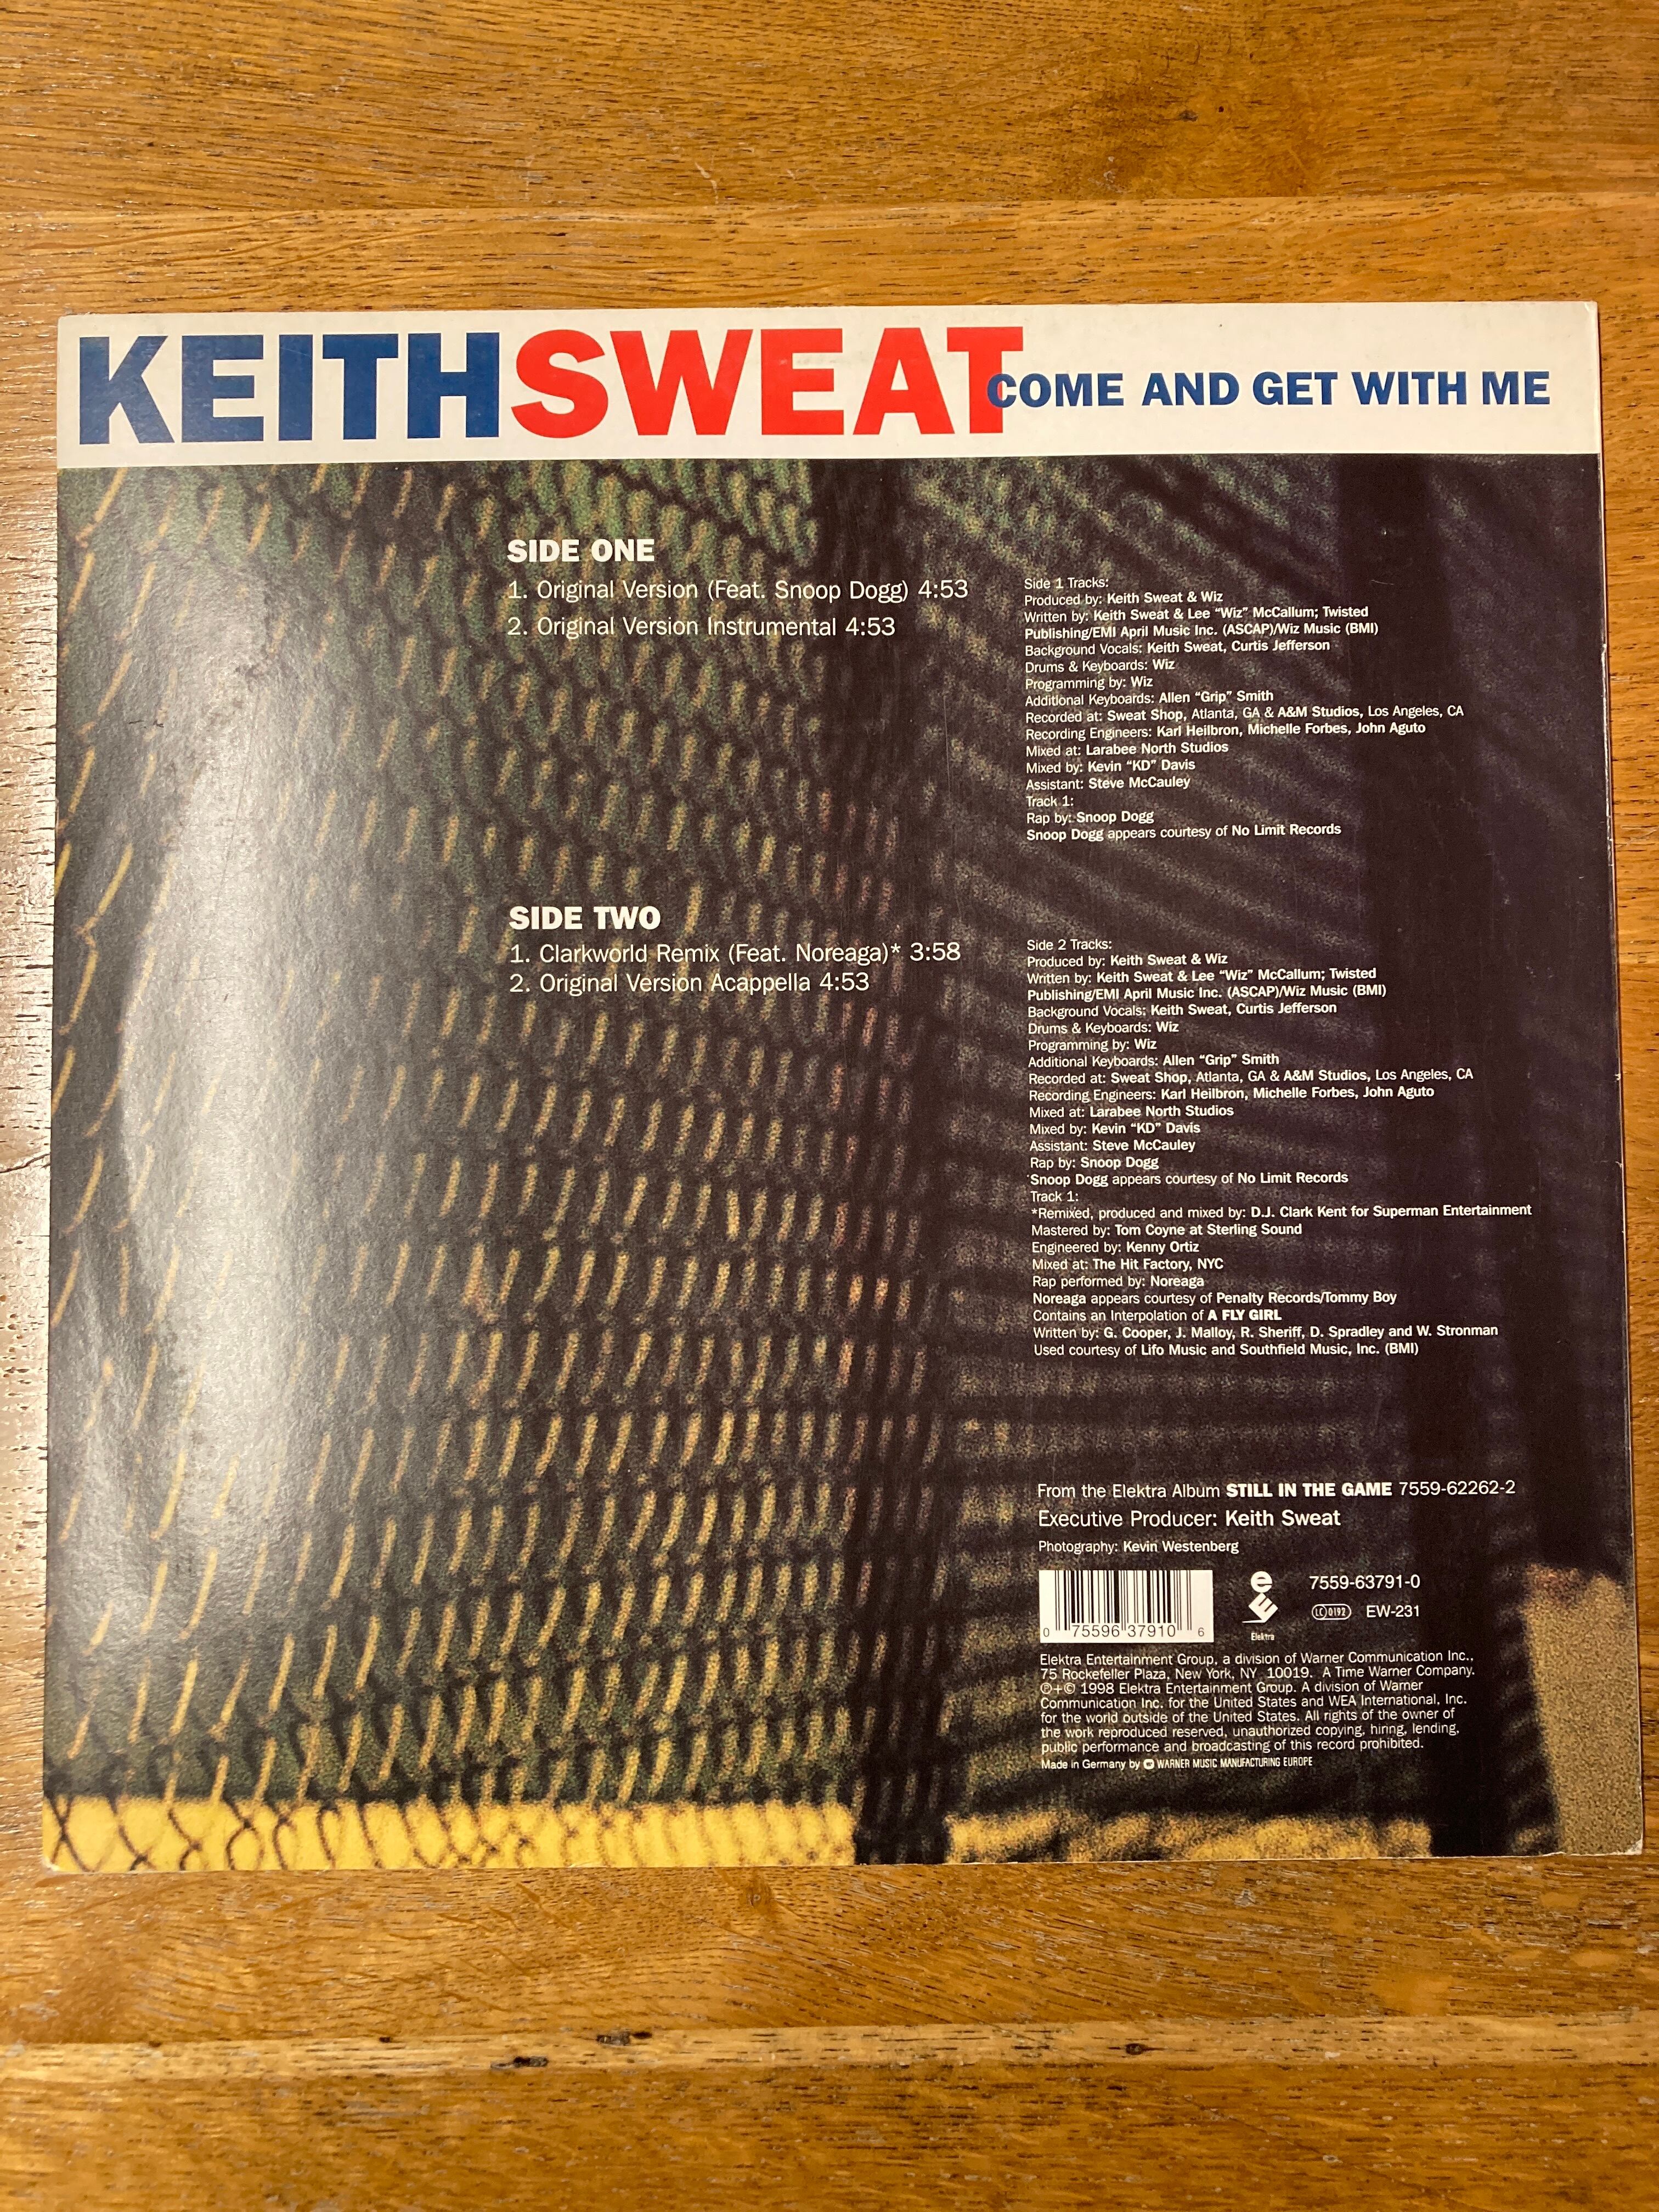 KEITHSWEAT COME AND GET WITH ME
SIDE ONE
1. Original Version (Feat. Snoop Dogg) 4:53
2. Original Version Instrumental 4:53
Side 1 Tracks:
Produced by: Keith Sweat & Wiz
Written by: Keith Sweat & Lee “Wiz” McCallum; Twisted
Publishing/EMI April Music Inc. (ASCAP)/Wiz Music (BMI)
Background Vocals: Keith Sweat, Curtis Jefferson
Drums & Keyboards: Wiz
Programming by: Wiz
Additional Keyboards: Allen “Grip” Smith
Recorded at: Sweat Shop, Atlanta, GA & A&M Studios, Los Angeles, CA
Recording Engineers: Karl Heilbron, Michelle Forbes, John Aguto
Mixed at: Larabee North Studios
Mixed by: Kevin “KD” Davis
Assistant: Steve McCauley
Track 1:
Rap by: Snoop Dogg
Snoop Dogg appears courtesy of No Limit Records
SIDE TWO
1. Clarkworld Remix (Feat. Noreaga)* 3:58
2. Original Version Acappella 4:53
Side 2 Tracks:
Produced by: Keith Sweat & Wiz
Written by: Keith Sweat & Lee “Wiz” McCallum; Twisted
Publishing/EMI April Music Inc. (ASCAP)/Wiz Music (BMI)
Background Vocals: Keith Sweat, Curtis Jefferson
Drums & Keyboards: Wiz
Programming by: Wiz
Additional Keyboards: Allen “Grip” Smith
Recorded at: Sweat Shop, Atlanta, GA & A&M Studios, Los Angeles, CA
Recording Engineers: Karl Heilbron, Michelle Forbes, John Aguto
Mixed at: Larabee North Studios
Mixed by: Kevin “KD” Davis
Assistant: Steve McCauley
Rap by: Snoop Dogg
Snoop Dogg appears courtesy of No Limit Records
Track 1:
*Remixed, produced and mixed by: D.J. Clark Kent for Superman Entertainment
Mastered by: Tom Coyne at Sterling Sound
Engineered by: Kenny Ortiz
Mixed at: The Hit Factory, NYC
Rap performed by: Noreaga
Noreaga appears courtesy of Penalty Records/Tommy Boy
Contains an Interpolation of A FLY GIRL
Written by: G. Cooper, J. Malloy, R. Sheriff, D. Spradley and W. Stronman
Used courtesy of Lifo Music and Southfield Music, Inc. (BMI)
From the Elektra Album STILL IN THE GAME 7559-62262-2
Executive Producer: Keith Sweat
Photography: Kevin Westenberg
0 75596 37910 6
Elektra
7559-63791-0
LC 0192 EW-231
Elektra Entertainment Group, a division of Warner Communication Inc.,
75 Rockefeller Plaza, New York, NY 10019. A Time Warner Company.
℗+© 1998 Elektra Entertainment Group. A division of Warner
Communication Inc. for the United States and WEA International, Inc.
for the world outside of the United States. All rights of the owner of
the work reproduced reserved, unauthorized copying, hiring, lending,
public performance and broadcasting of this record prohibited.
Made in Germany by WARNER MUSIC MANUFACTURING EUROPE